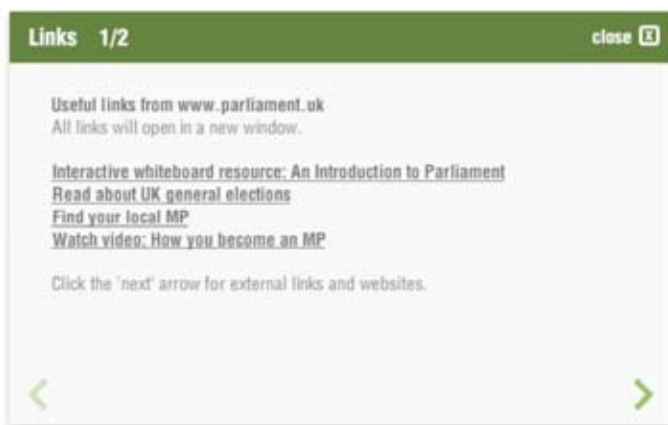 Links 1/2
close X
Useful links from www.parliament.uk
All links will open in a new window.
Interactive whiteboard resource: An Introduction to Parliament
Read about UK general elections
Find your local MP
Watch video: How you become an MP
Click the 'next' arrow for external links and websites.